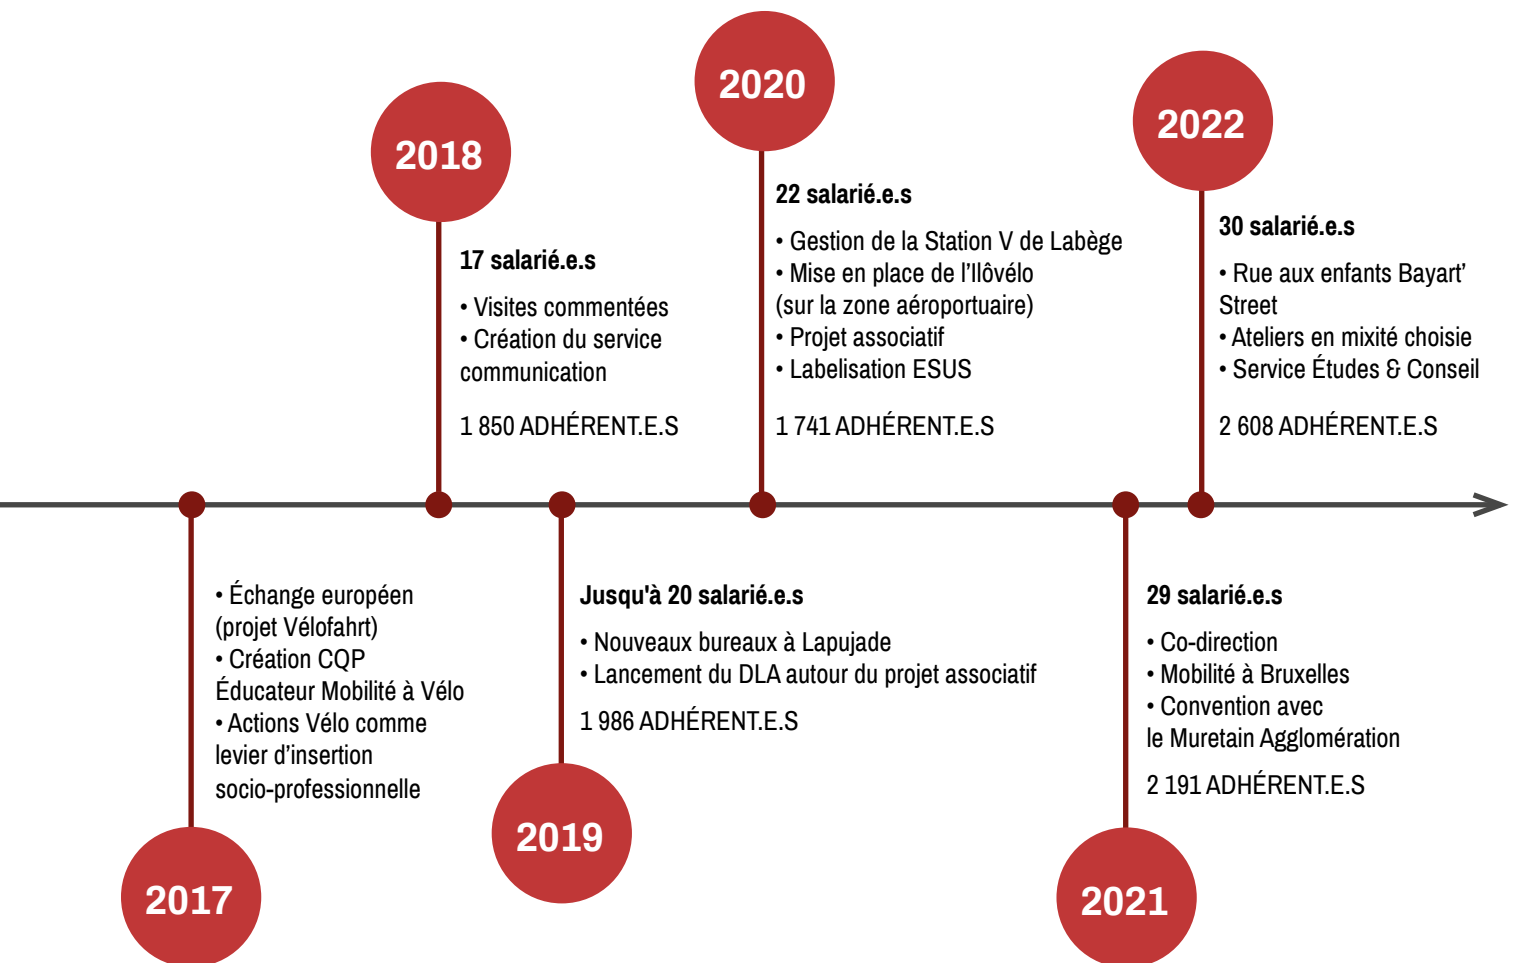 2017
• Échange européen
(projet Vélofahrt)
• Création CQP
Éducateur Mobilité à Vélo
• Actions Vélo comme
levier d’insertion
socio-professionnelle
2018
17 salarié.e.s
• Visites commentées
• Création du service
communication
1 850 ADHÉRENT.E.S
2019
Jusqu'à 20 salarié.e.s
• Nouveaux bureaux à Lapujade
• Lancement du DLA autour du projet associatif
1 986 ADHÉRENT.E.S
2020
22 salarié.e.s
• Gestion de la Station V de Labège
• Mise en place de l’Ilôvélo
(sur la zone aéroportuaire)
• Projet associatif
• Labelisation ESUS
1 741 ADHÉRENT.E.S
2021
29 salarié.e.s
• Co-direction
• Mobilité à Bruxelles
• Convention avec
le Muretain Agglomération
2 191 ADHÉRENT.E.S
2022
30 salarié.e.s
• Rue aux enfants Bayart’
Street
• Ateliers en mixité choisie
• Service Études & Conseil
2 608 ADHÉRENT.E.S